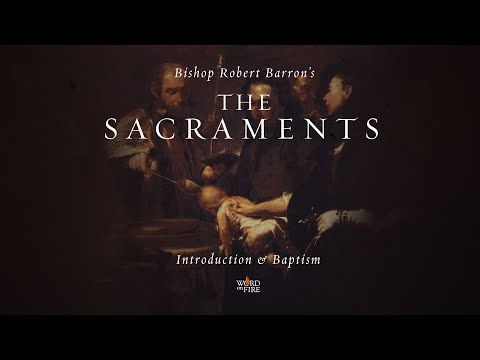 Bishop Robert Barron's
THE
SACRAMENTS
Introduction & Baptism
WORD
on FIRE